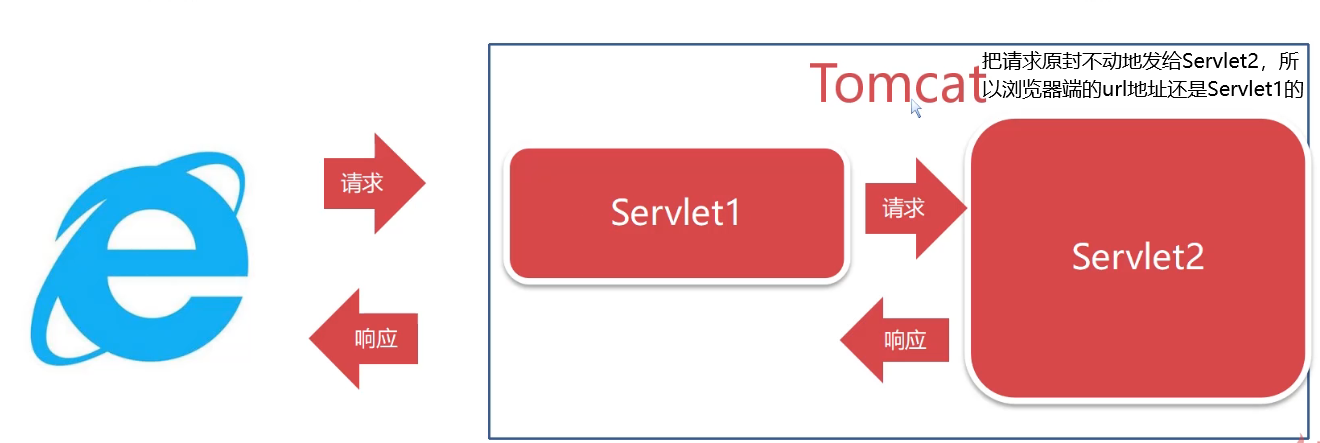 Tomcat
把请求原封不动地发给Servlet2，所
以浏览器端的url地址还是Servlet1的
请求
Servlet1
请求
Servlet2
响应
响应